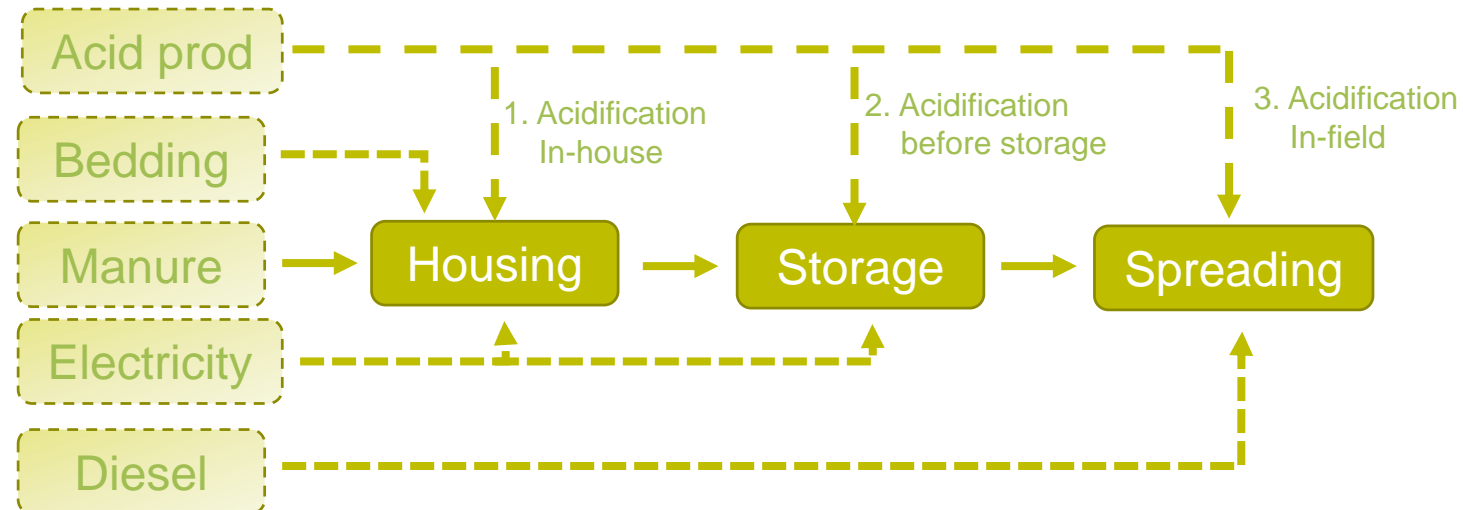 Acid prod
1. Acidification
In-house
2. Acidification
before storage
3. Acidification
In-field
Bedding
Manure
Housing
Storage
Spreading
Electricity
Diesel